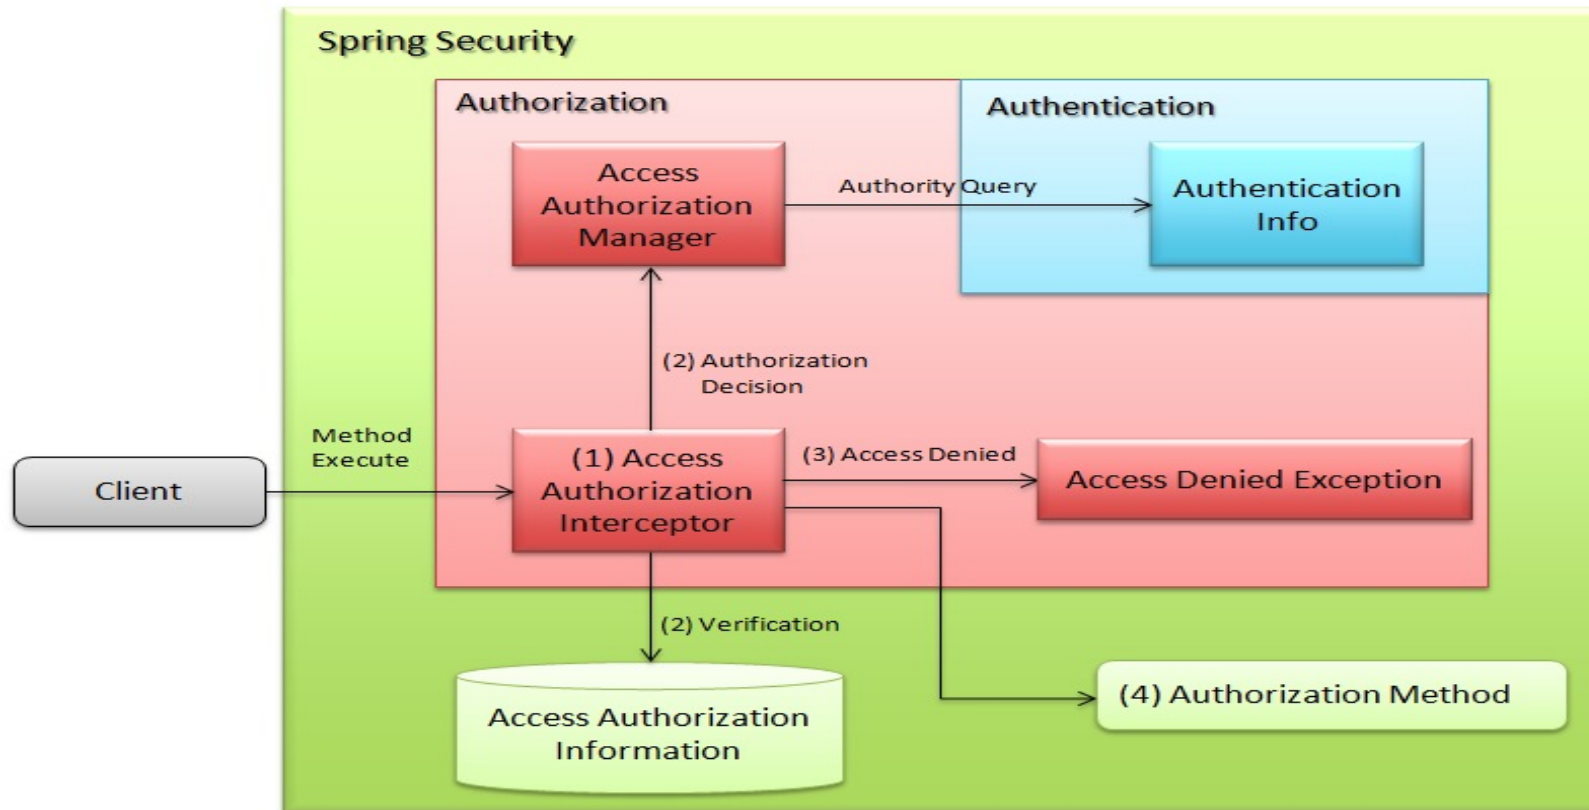 Spring Security
Authorization
Authentication
Access
Authorization
Manager
Authority Query
Authentication
Info
(2) Authorization
Decision
Method
Execute
Client
(1) Access
Authorization
Interceptor
(3) Access Denied
Access Denied Exception
(2) Verification
(4) Authorization Method
Access Authorization
Information